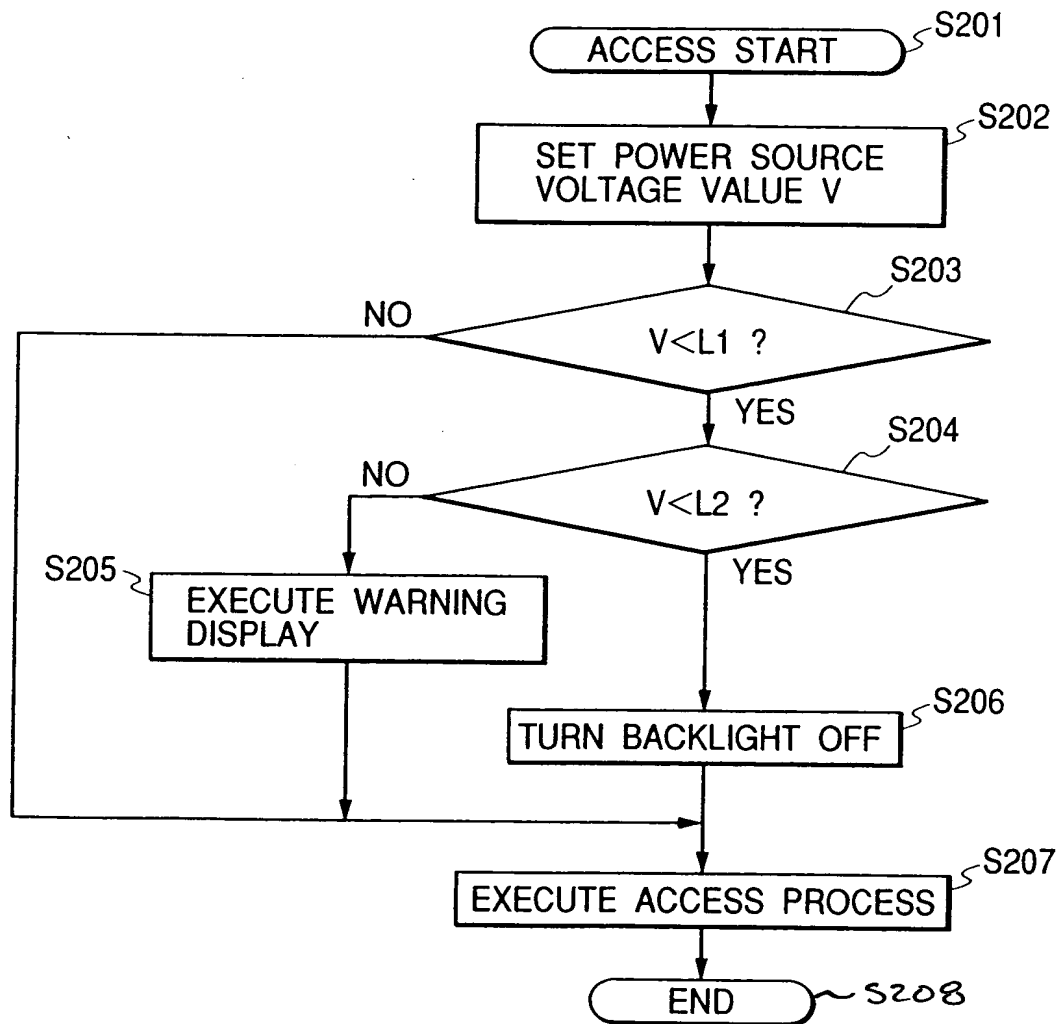 ACCESS START
S201
S202
SET POWER SOURCE
VOLTAGE VALUE V
S203
NO
V<L1 ?
YES
S204
NO
V<L2 ?
YES
S205
EXECUTE WARNING
DISPLAY
S206
TURN BACKLIGHT OFF
S207
EXECUTE ACCESS PROCESS
END
S208